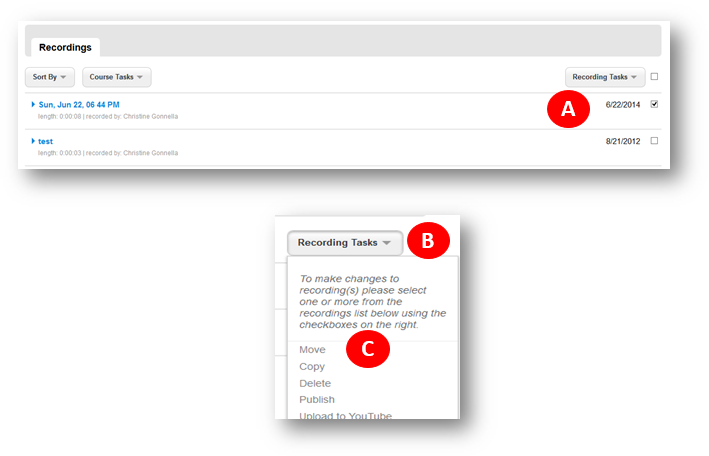 Recordings
Sort By
Course Tasks
Recording Tasks
Sun, Jun 22, 06 44 PM
A
6/22/2014
length: 0:00:08 | recorded by: Christine Gonnella
test
8/21/2012
length: 0:00:03 | recorded by: Christine Gonnella
Recording Tasks
B
To make changes to
recording(s) please select
one or more from the
recordings list below using the
checkboxes on the right.
C
Move
Copy
Delete
Publish
Upload to YouTube